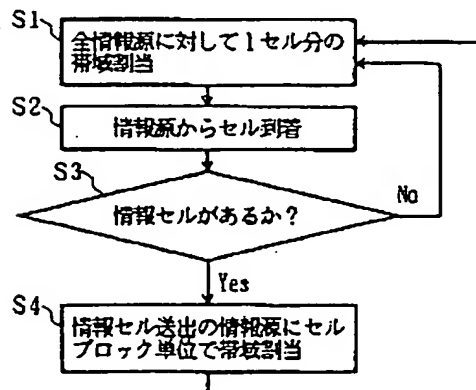 S1
全情報源に対して1セル分の
帯域割当
S2
情報源からセル到着
S3
情報セルがあるか?
No
Yes
S4
情報セル送出の情報源にセル
ブロック単位で帯域割当